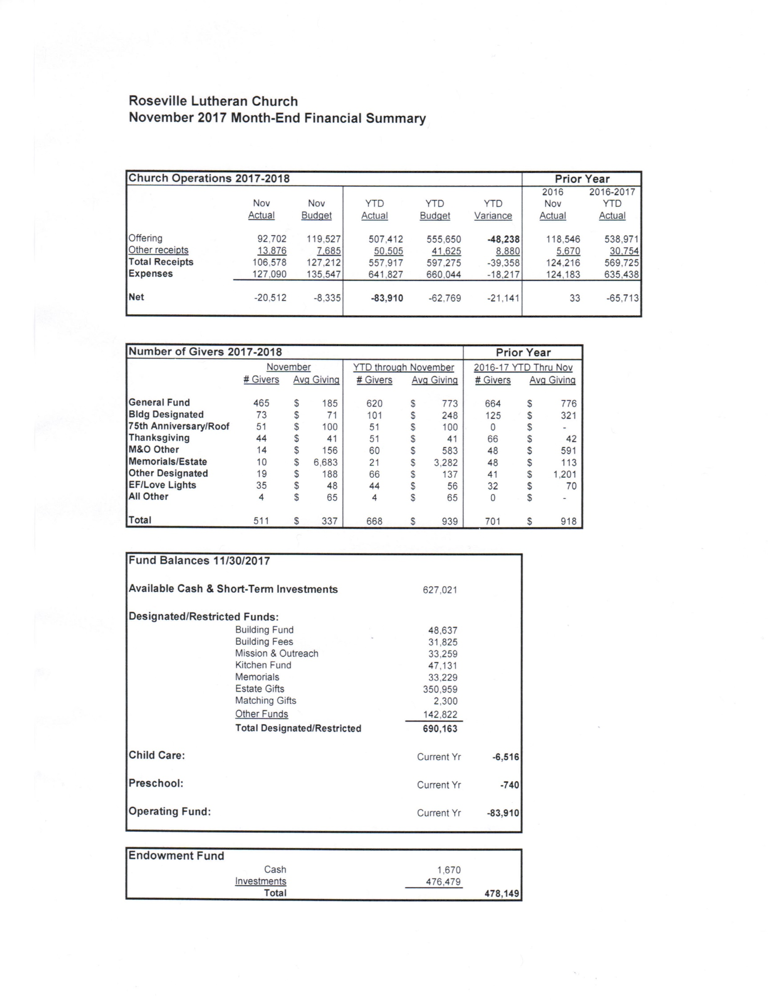 Roseville Lutheran Church
November 2017 Month-End Financial Summary
Church Operations 2017-2018 Prior Year
2016 2016-2017
Nov Nov YTD YTD YTD Nov YTD
Actual Budget Actual Budget Variance Actual Actual
Offering 92,702 119,527 507,412 555,650 -48,238 118,546 538,971
Other receipts 13,876 7,685 50,505 41,625 8,880 5,670 30,754
Total Receipts 106,578 127,212 557,917 597,275 -39,358 124,216 569,725
Expenses 127,090 135,547 641,827 660,044 -18,217 124,183 635,438
Net -20,512 -8,335 -83,910 -62,769 -21,141 33 -65,713
Number of Givers 2017-2018 Prior Year
November YTD through November 2016-17 YTD Thru Nov
# Givers Avg Giving # Givers Avg Giving # Givers Avg Giving
General Fund 465 $ 185 620 $ 773 664 $ 776
Bldg Designated 73 $ 71 101 $ 248 125 $ 321
75th Anniversary/Roof 51 $ 100 51 $ 100 0 $ -
Thanksgiving 44 $ 41 51 $ 41 66 $ 42
M&O Other 14 $ 156 60 $ 583 48 $ 591
Memorials/Estate 10 $ 6,683 21 $ 3,282 48 $ 113
Other Designated 19 $ 188 66 $ 137 41 $ 1,201
EF/Love Lights 35 $ 48 44 $ 56 32 $ 70
All Other 4 $ 65 4 $ 65 0 $ -
Total 511 $ 337 668 $ 939 701 $ 918
Fund Balances 11/30/2017
Available Cash & Short-Term Investments 627,021
Designated/Restricted Funds:
Building Fund 48,637
Building Fees 31,825
Mission & Outreach 33,259
Kitchen Fund 47,131
Memorials 33,229
Estate Gifts 350,959
Matching Gifts 2,300
Other Funds 142,822
Total Designated/Restricted 690,163
Child Care: Current Yr -6,516
Preschool: Current Yr -740
Operating Fund: Current Yr -83,910
Endowment Fund
Cash 1,670
Investments 476,479
Total 478,149